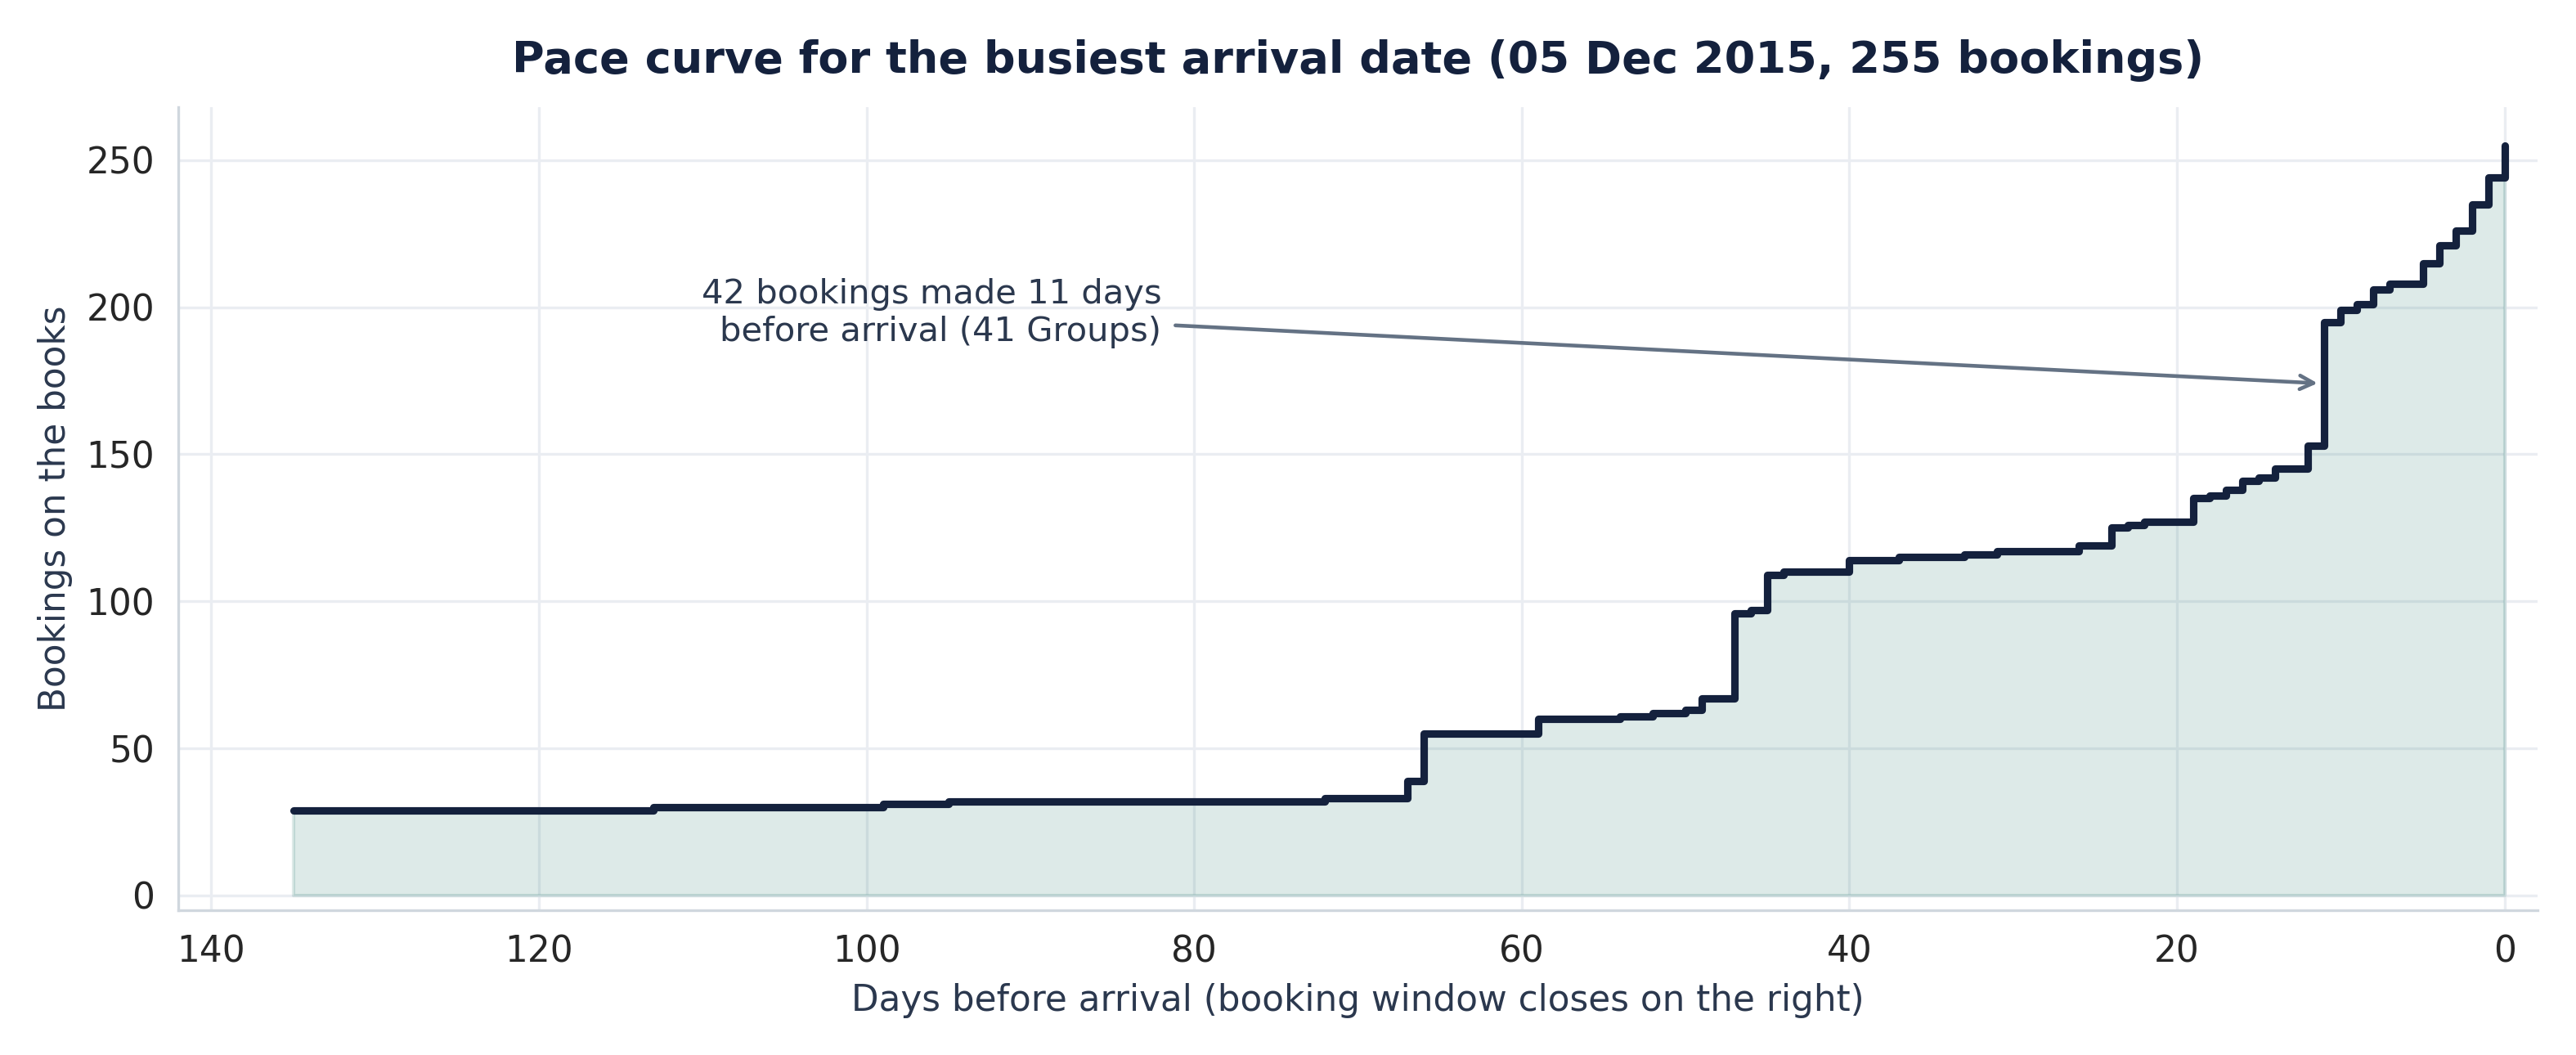 Pace curve for the busiest arrival date (05 Dec 2015, 255 bookings)
Bookings on the books
250
200
150
100
50
0
42 bookings made 11 days
before arrival (41 Groups)
140
120
100
80
60
40
20
0
Days before arrival (booking window closes on the right)